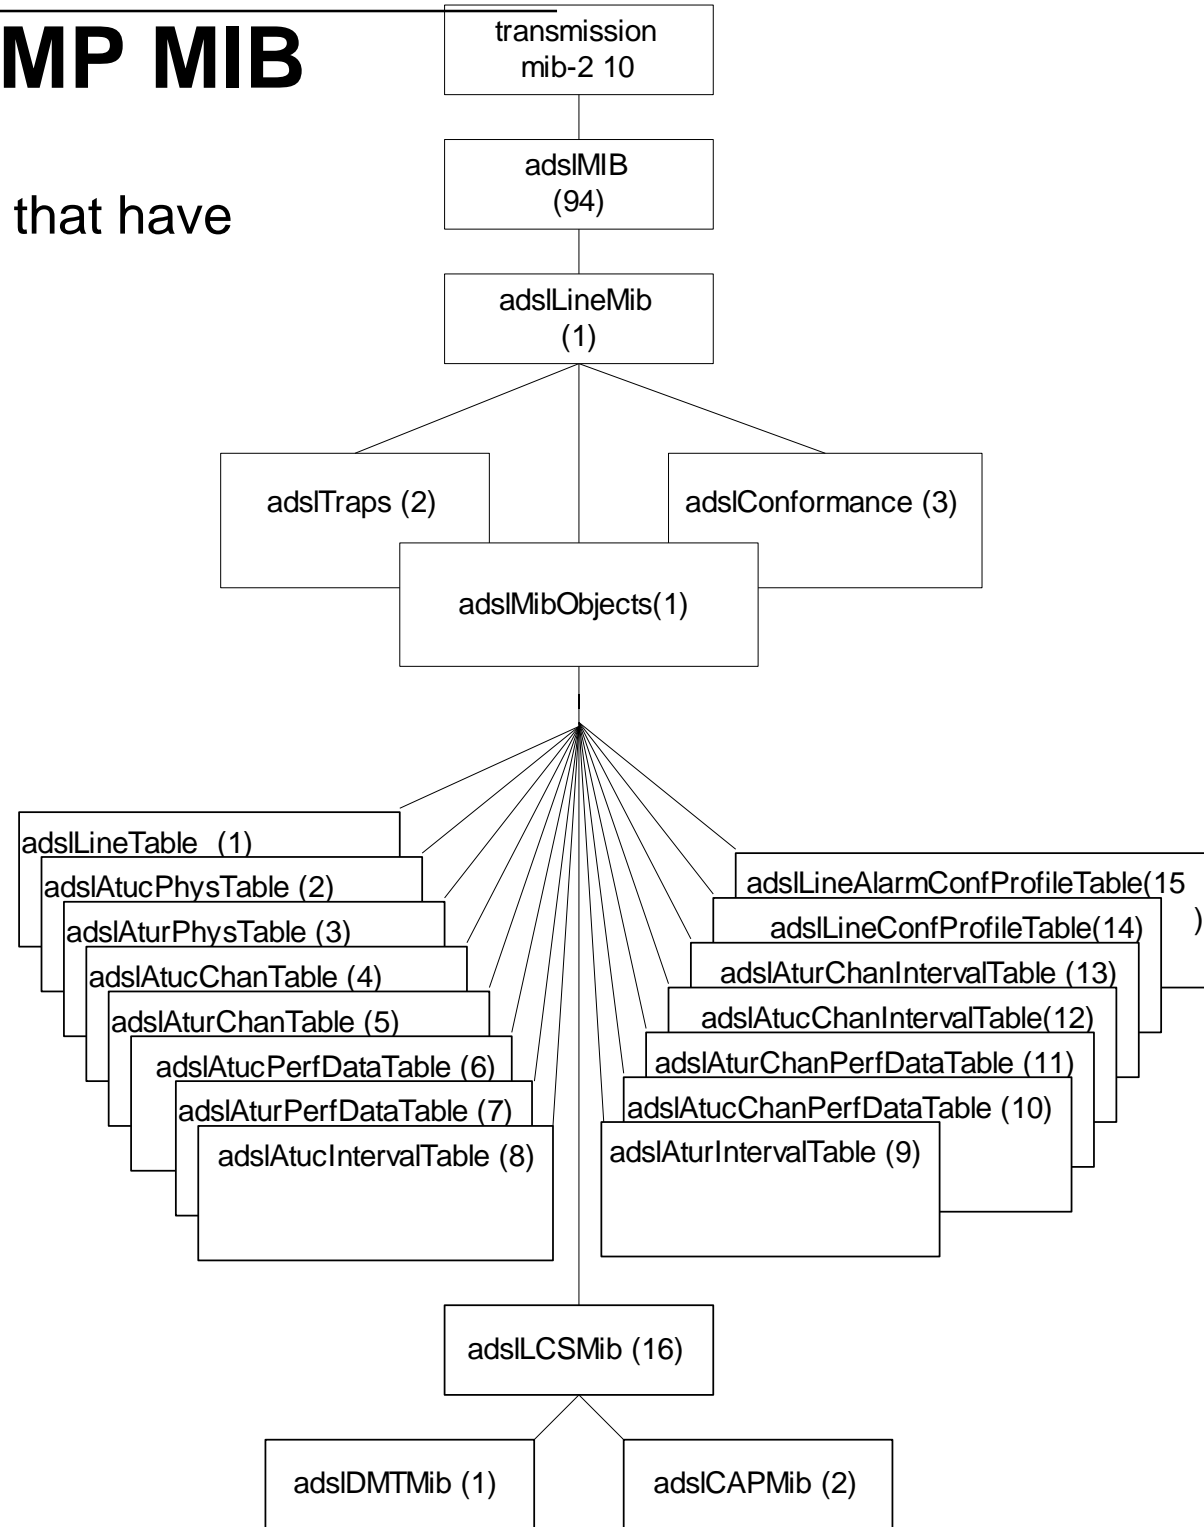 MP MIB
that have
transmission
mib-2 10
adslMIB
(94)
adslLineMib
(1)
adslTraps (2)
adslConformance (3)
adslMibObjects(1)
adslLineTable (1)
adslAtucPhysTable (2)
adslAturPhysTable (3)
adslAtucChanTable (4)
adslAturChanTable (5)
adslAtucPerfDataTable (6)
adslAturPerfDataTable (7)
adslAtucIntervalTable (8)
adslLineAlarmConfProfileTable(15
)
adslLineConfProfileTable(14)
adslAturChanIntervalTable (13)
adslAtucChanIntervalTable(12)
adslAturChanPerfDataTable (11)
adslAtucChanPerfDataTable (10)
adslAturIntervalTable (9)
adslLCSMib (16)
adslDMTMib (1)
adslCAPMib (2)